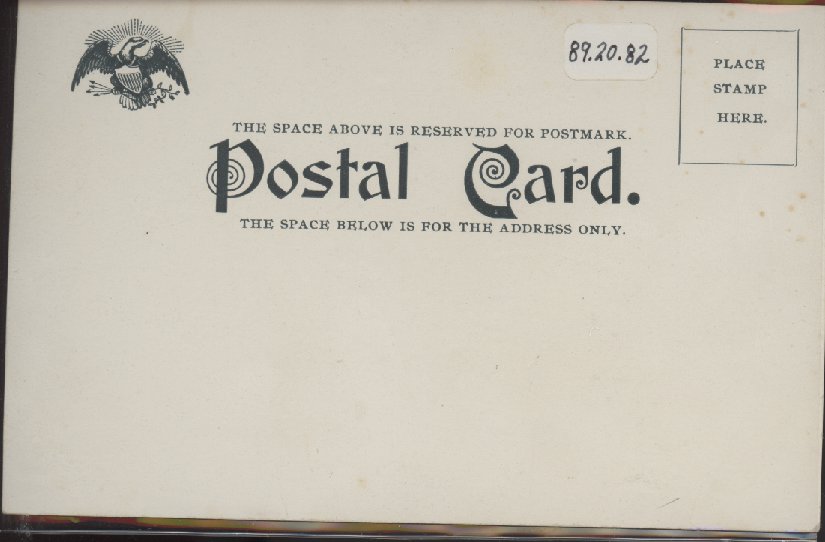 89.20.82
PLACE
STAMP
HERE.
THE SPACE ABOVE IS RESERVED FOR POSTMARK.
Postal Card.
THE SPACE BELOW IS FOR THE ADDRESS ONLY.